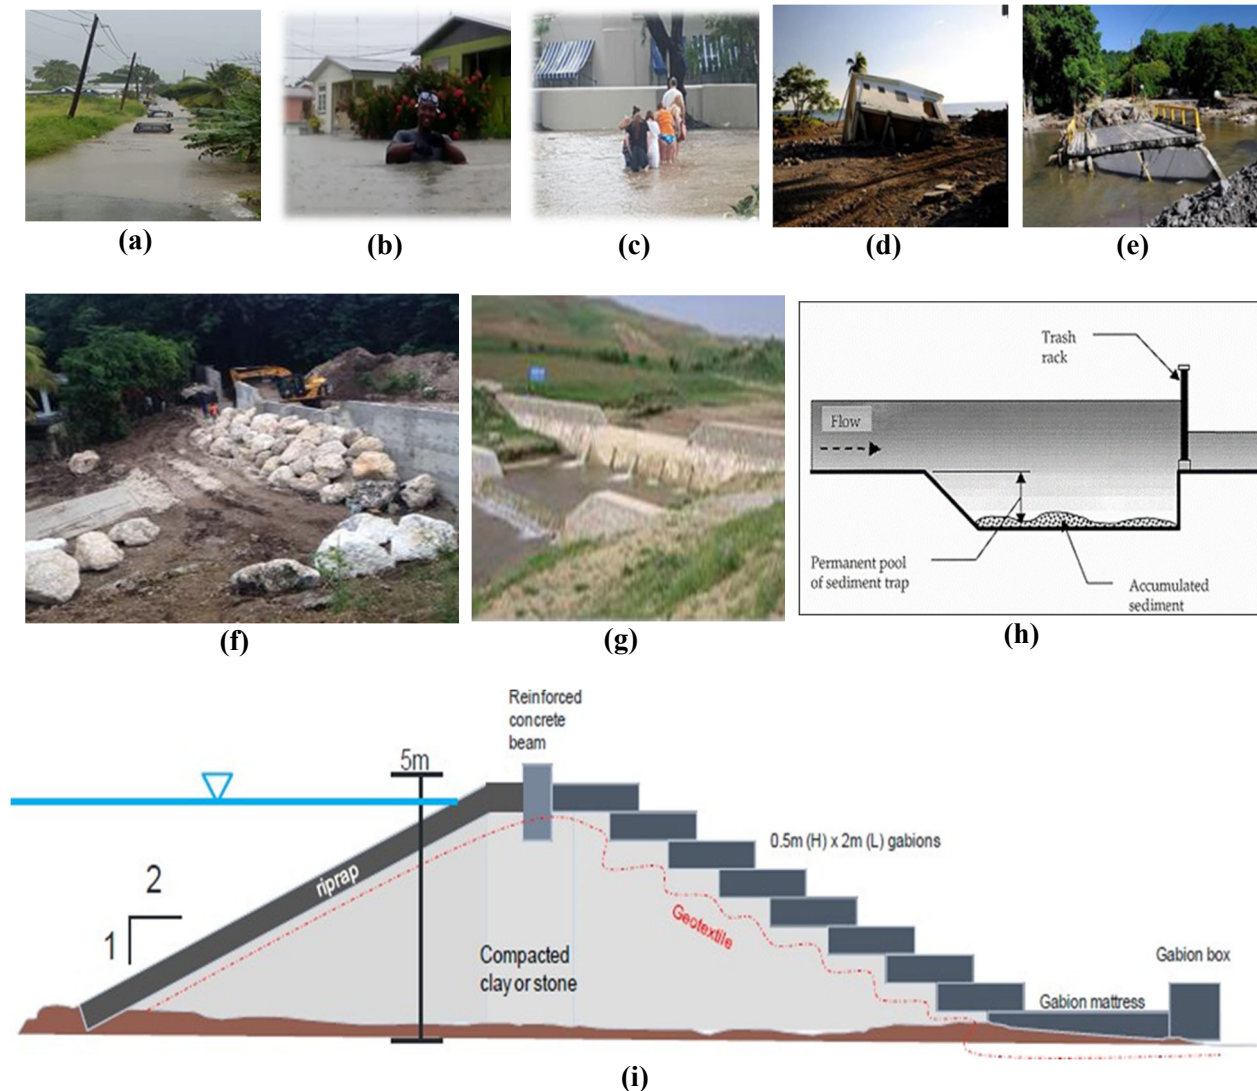 (a)
(b)
(c)
(d)
(e)
(f)
(g)
Trash
rack
Flow
Permanent pool
of sediment trap
Accumulated
sediment
(h)
Reinforced
concrete
beam
5m
riprap
2
1
0.5m (H) x 2m (L) gabions
Geotextile
Compacted
clay or stone
Gabion box
Gabion mattress
(i)